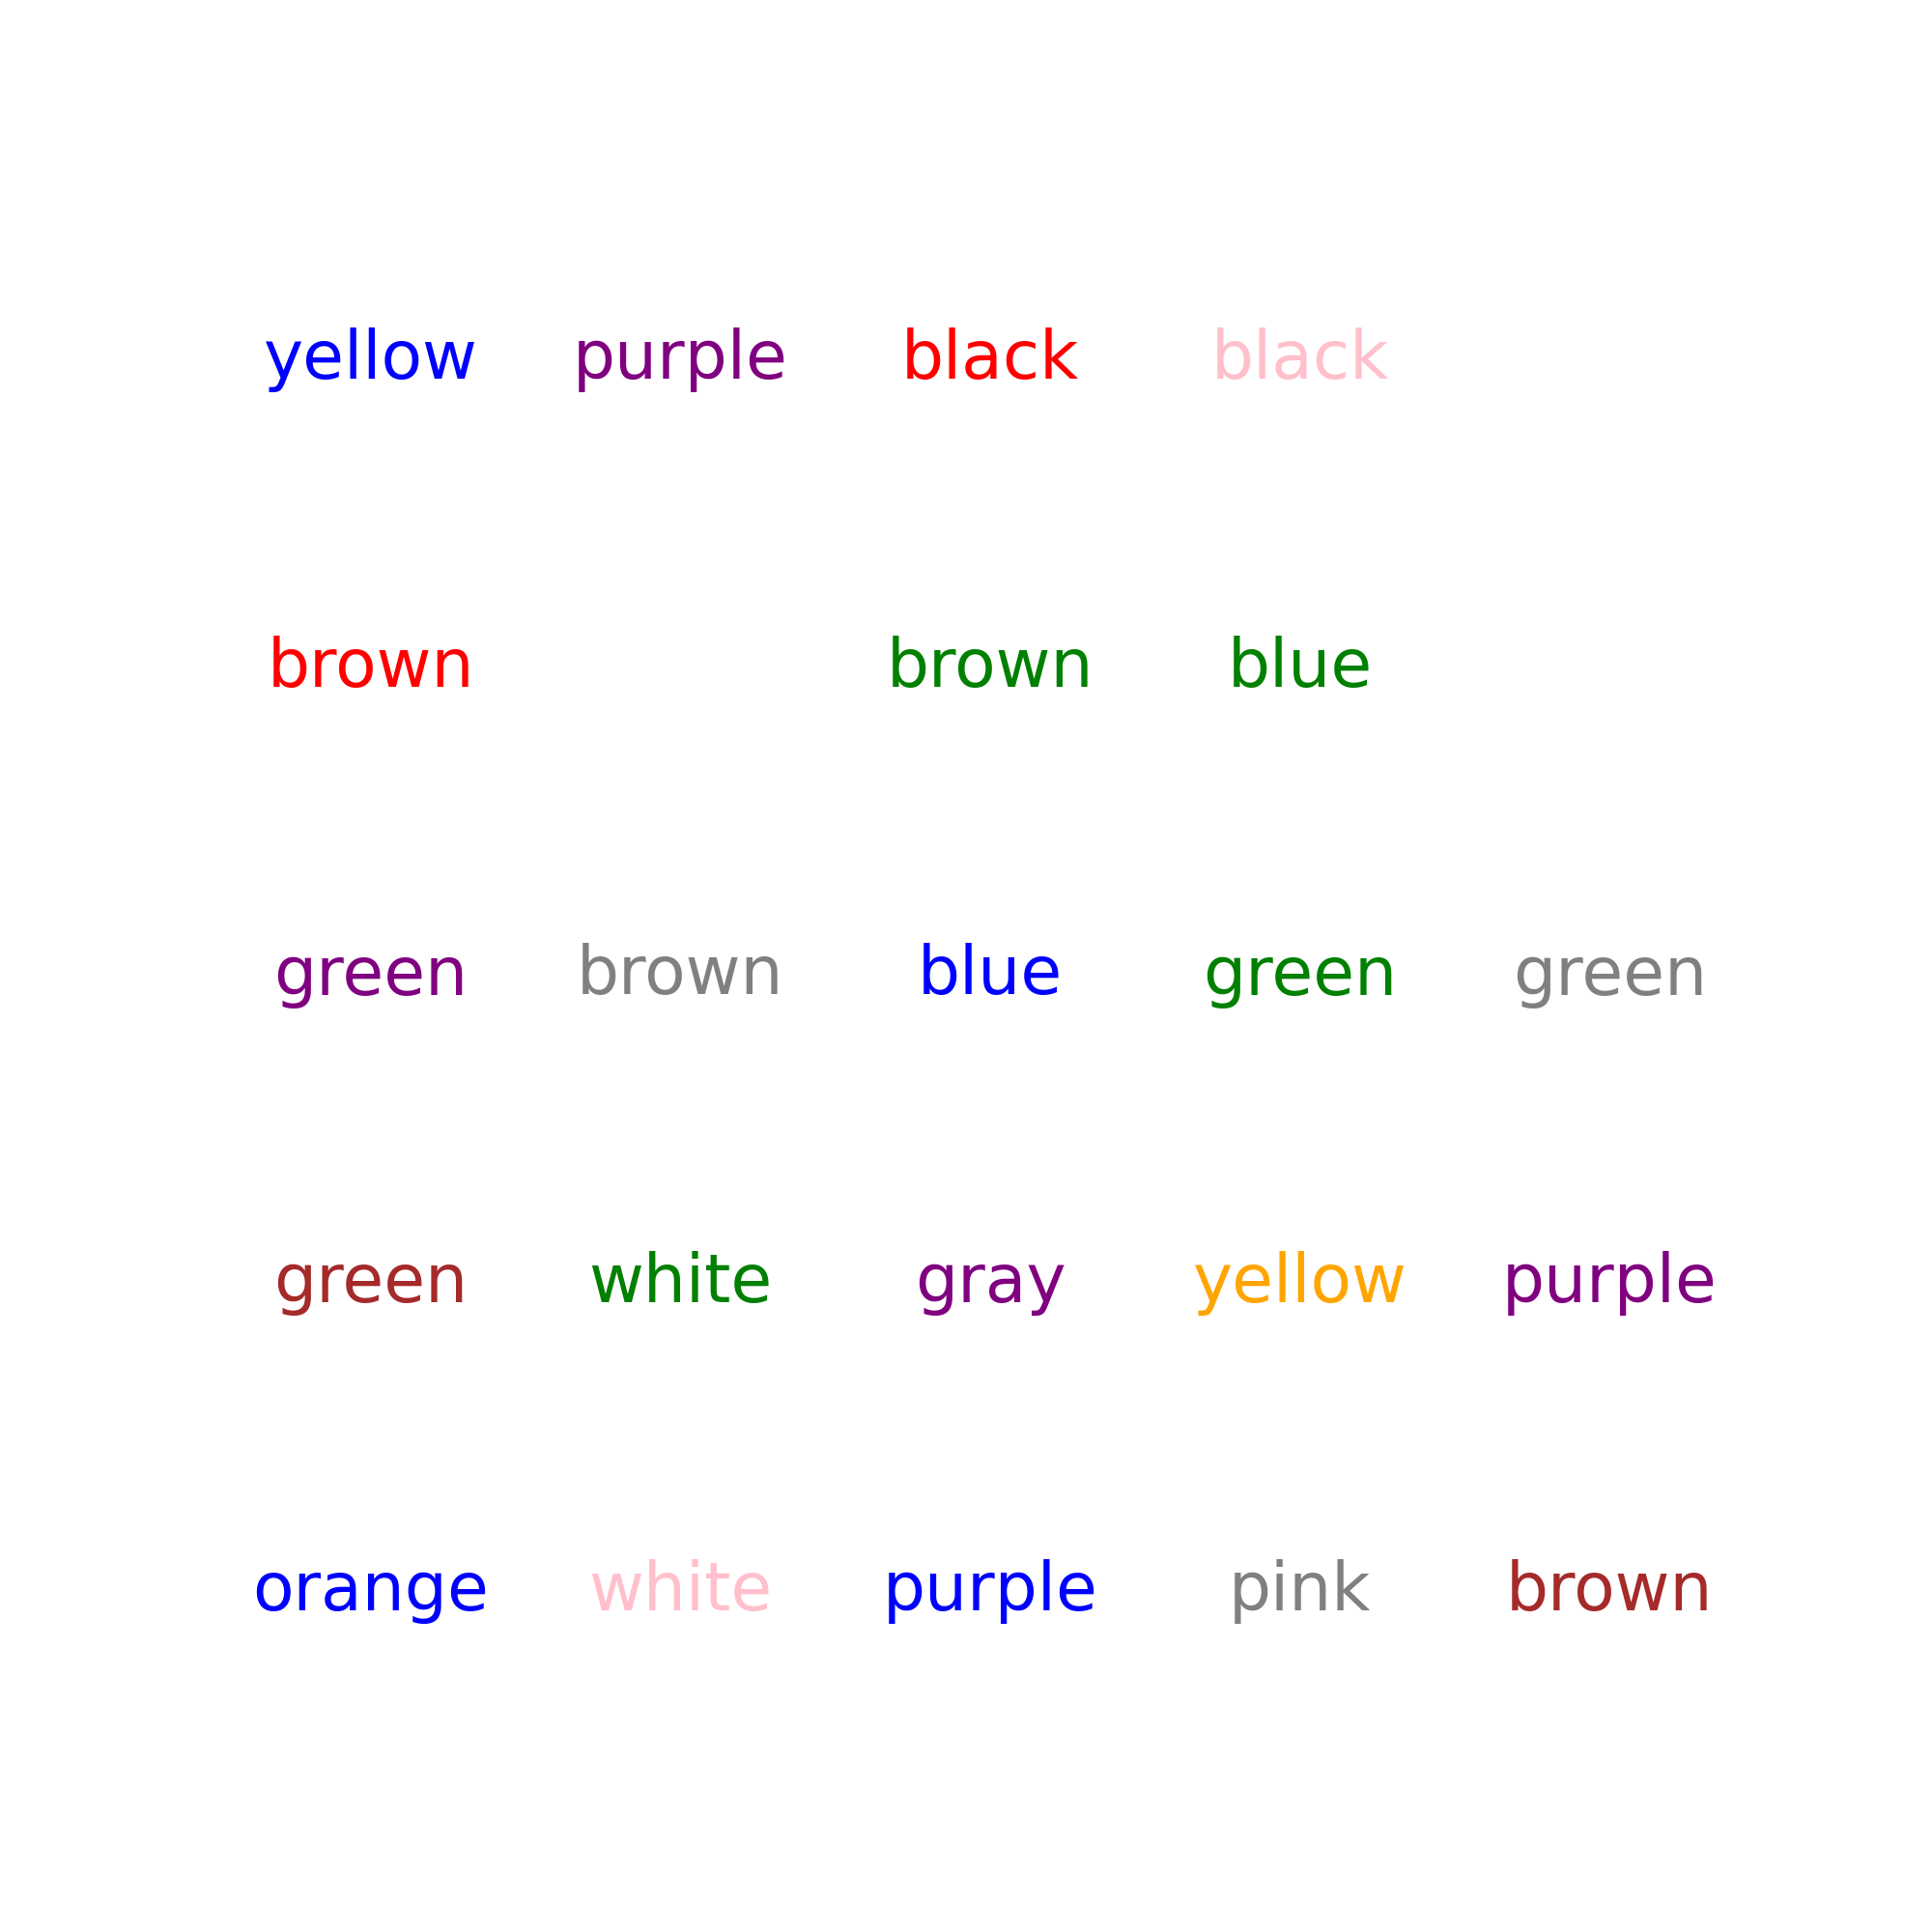 yellow purple black black
brown brown blue
green brown blue green green
green white gray yellow purple
orange white purple pink brown